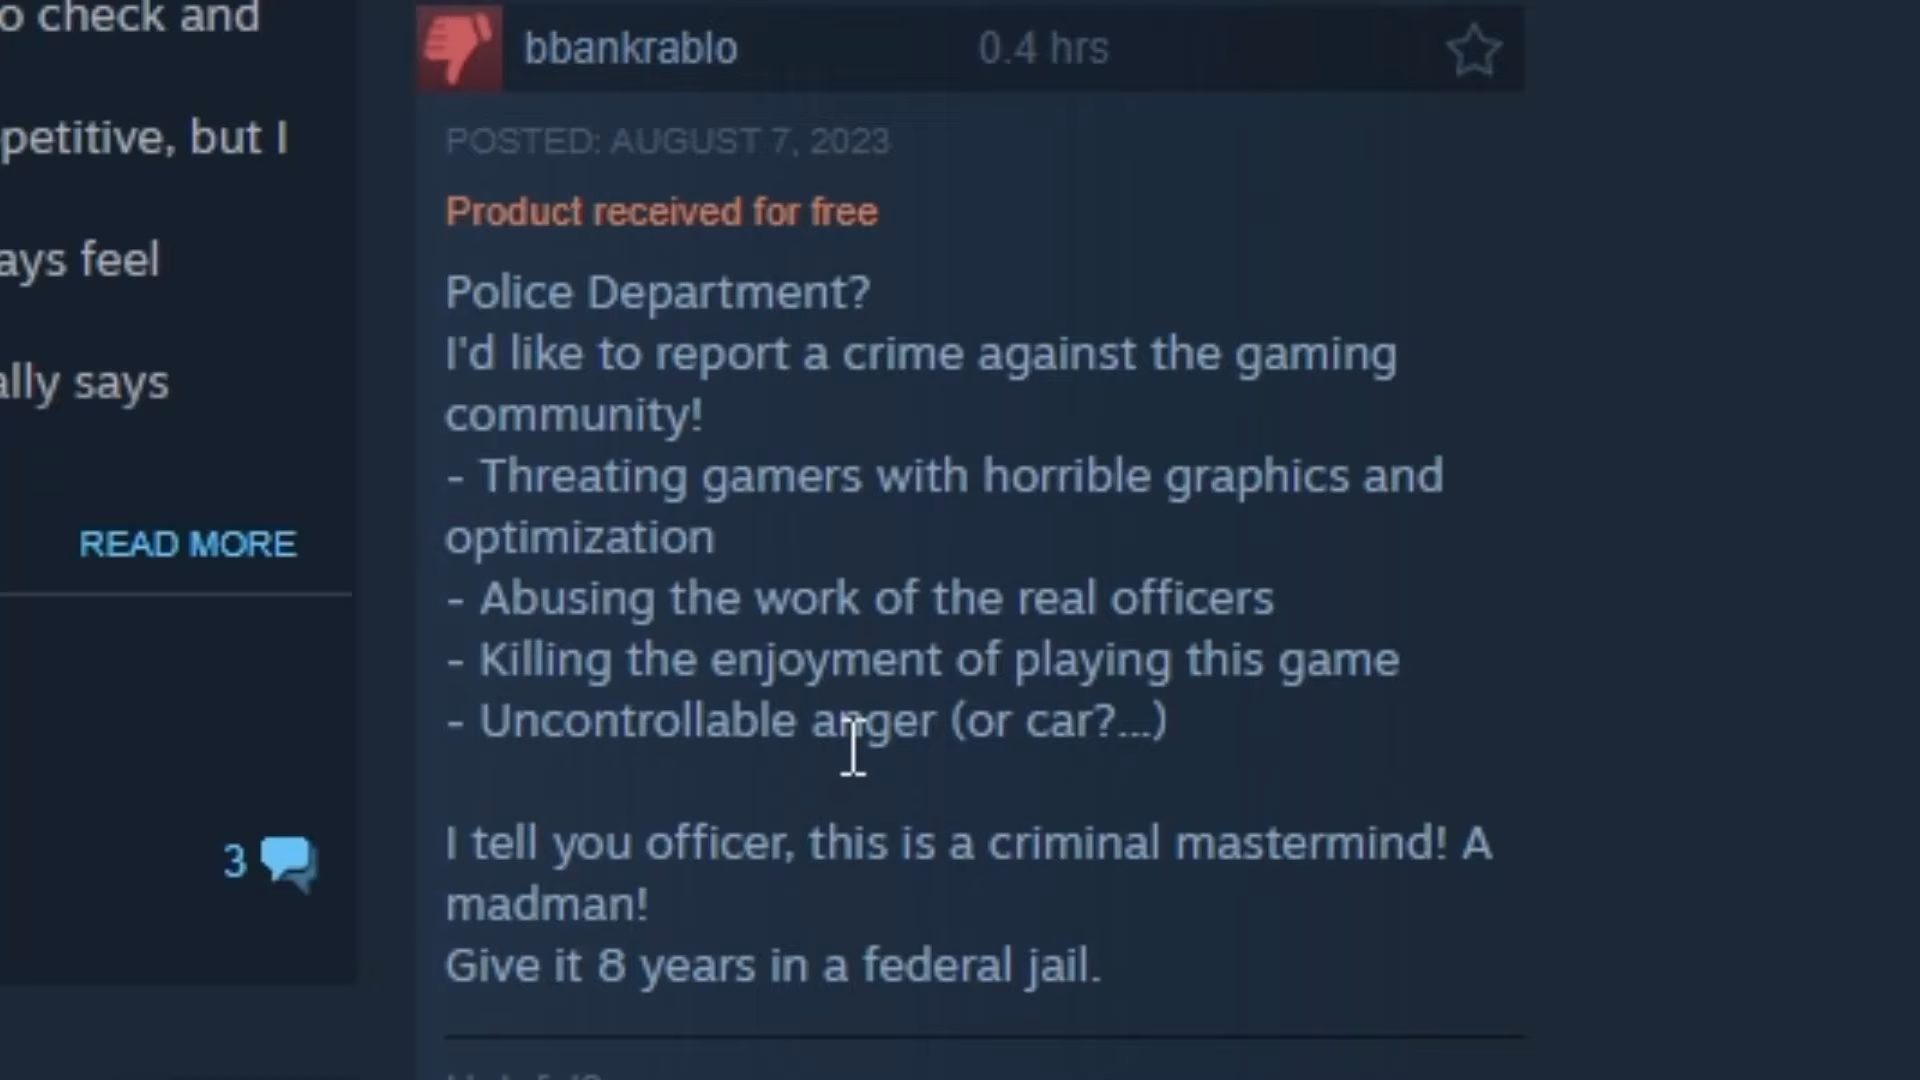 o check and
petitive, but I
ays feel
ally says
READ MORE
3
bbankrablo 0.4 hrs
POSTED: AUGUST 7, 2023
Product received for free
Police Department?
I'd like to report a crime against the gaming
community!
- Threating gamers with horrible graphics and
optimization
- Abusing the work of the real officers
- Killing the enjoyment of playing this game
- Uncontrollable anger (or car?...)
I tell you officer, this is a criminal mastermind! A
madman!
Give it 8 years in a federal jail.